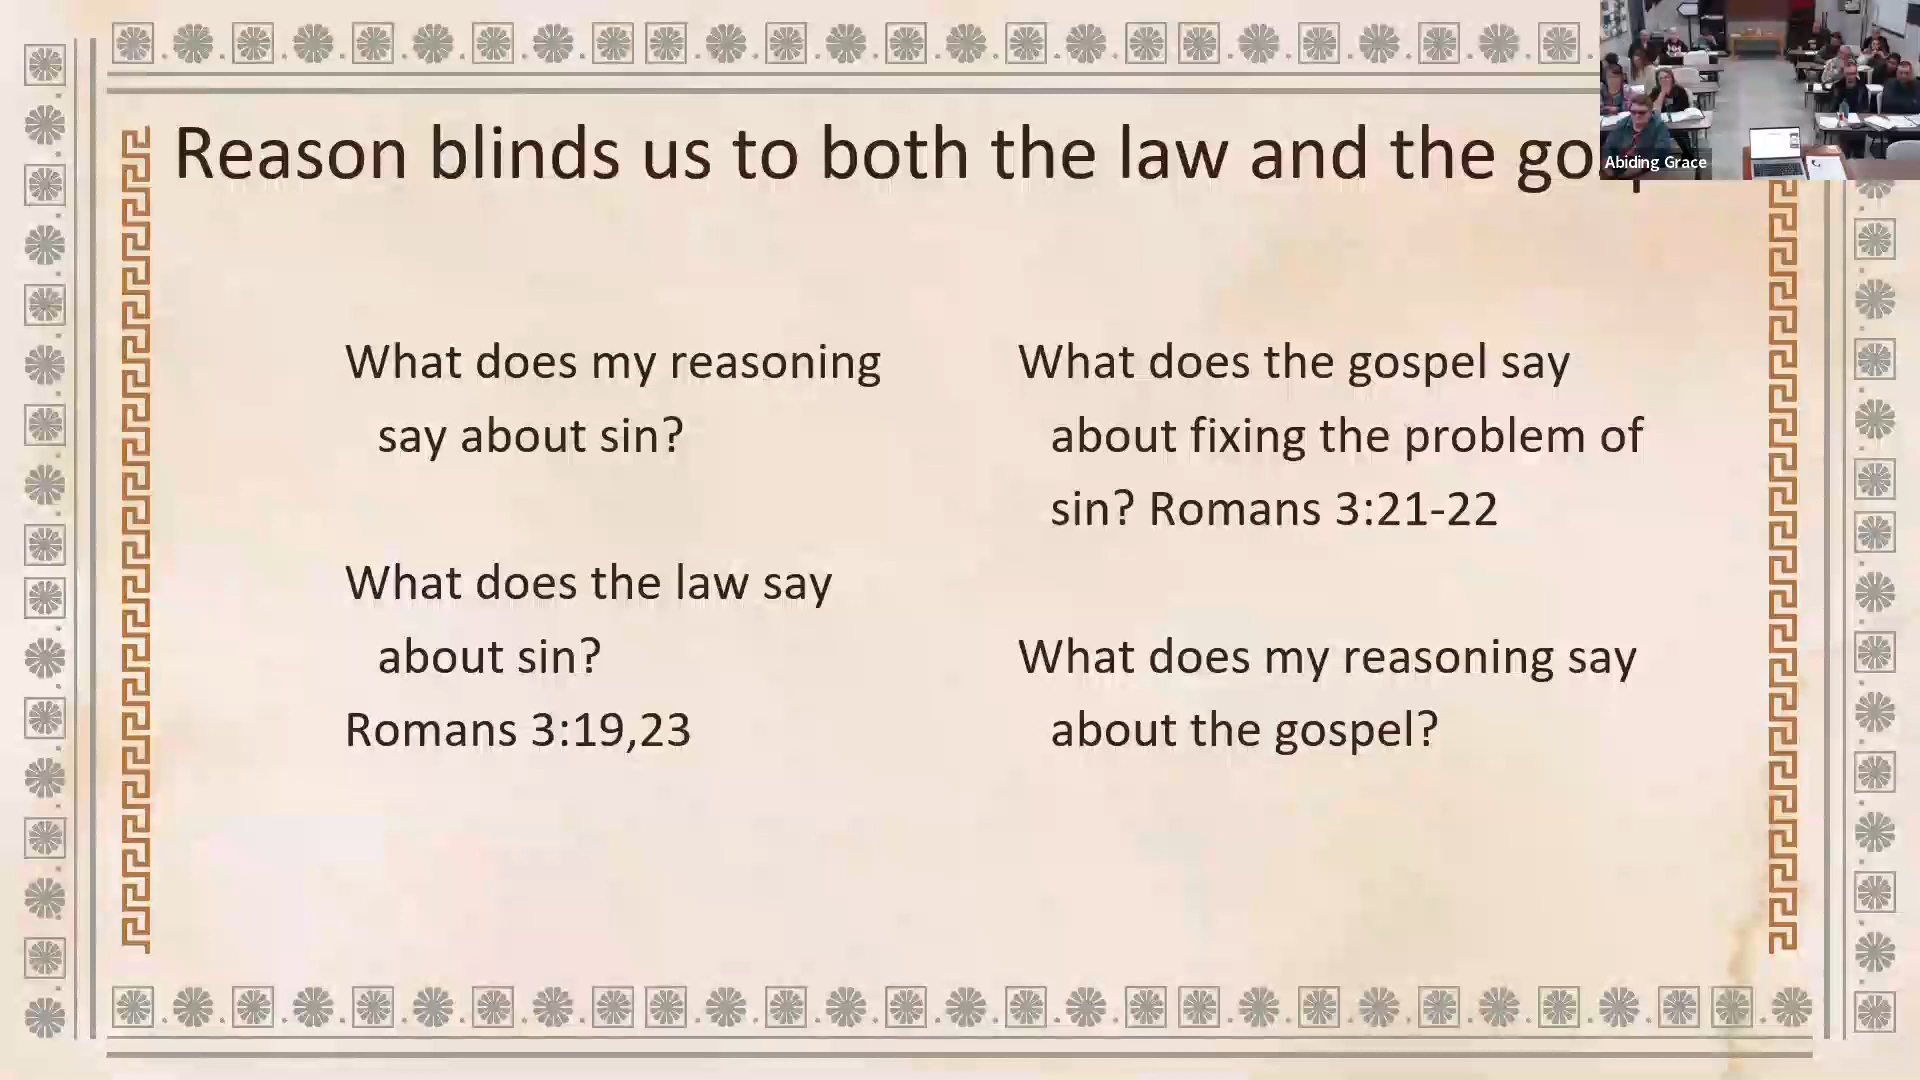 Reason blinds us to both the law and the
Abiding Grace
What does my reasoning
say about sin?
What does the law say
about sin?
Romans 3:19,23
What does the gospel say
about fixing the problem of
sin? Romans 3:21-22
What does my reasoning say
about the gospel?